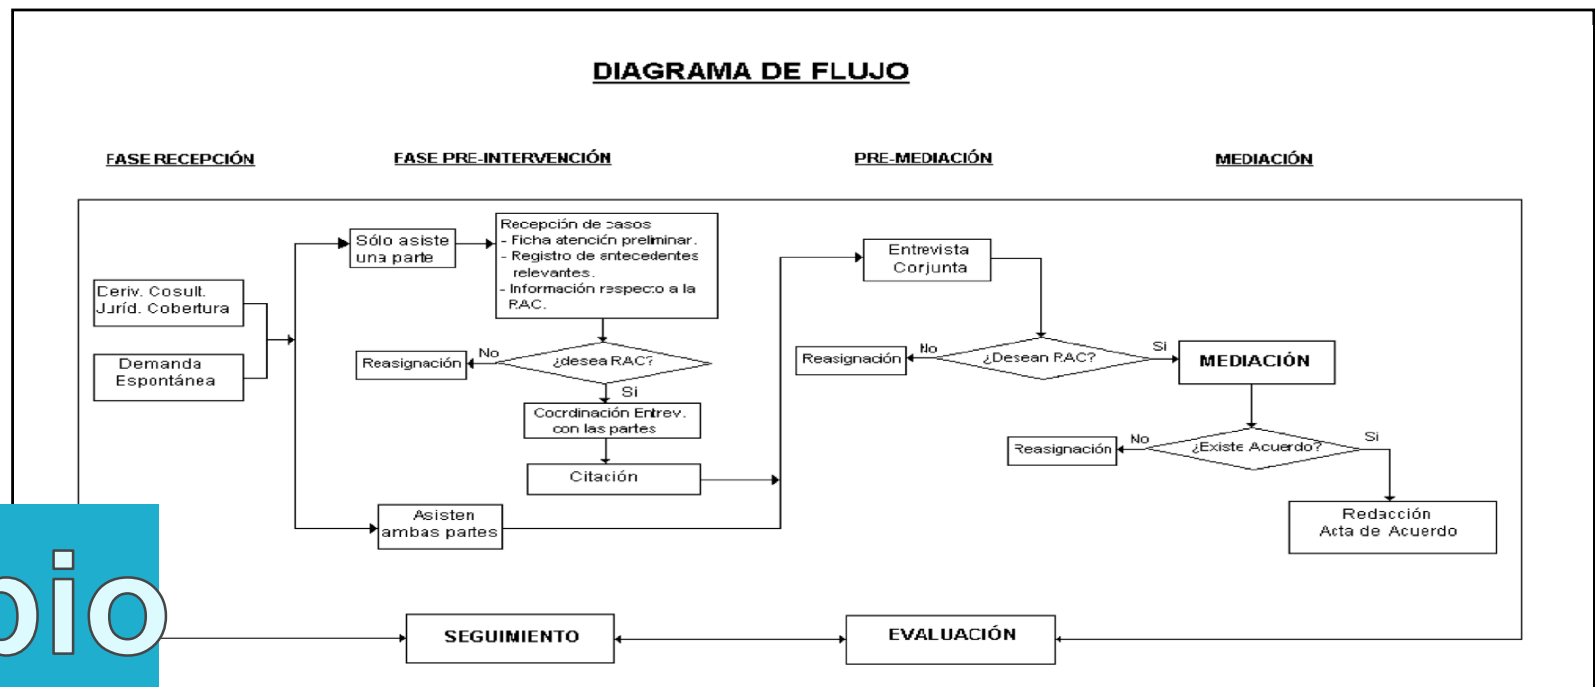 DIAGRAMA DE FLUJO
FASE RECEPCIÓN
FASE PRE-INTERVENCIÓN
PRE-MEDIACIÓN
MEDIACIÓN
Deriv. Cosult.
Juríd. Cobertura
Demanda
Espontánea
Sólo asiste
una parte
Recepción de casos
- Ficha atención preliminar.
- Registro de antecedentes
relevantes.
- Información respecto a la
RAC.
Reasignación
No
¿desea RAC?
Si
Coordinación Entrev.
con las partes
Citación
Asisten
ambas partes
Entrevista
Conjunta
Reasignación
No
¿Desean RAC?
Si
MEDIACIÓN
Reasignación
No
¿Existe Acuerdo?
Si
Redacción
Acta de Acuerdo
SEGUIMIENTO
EVALUACIÓN
bio